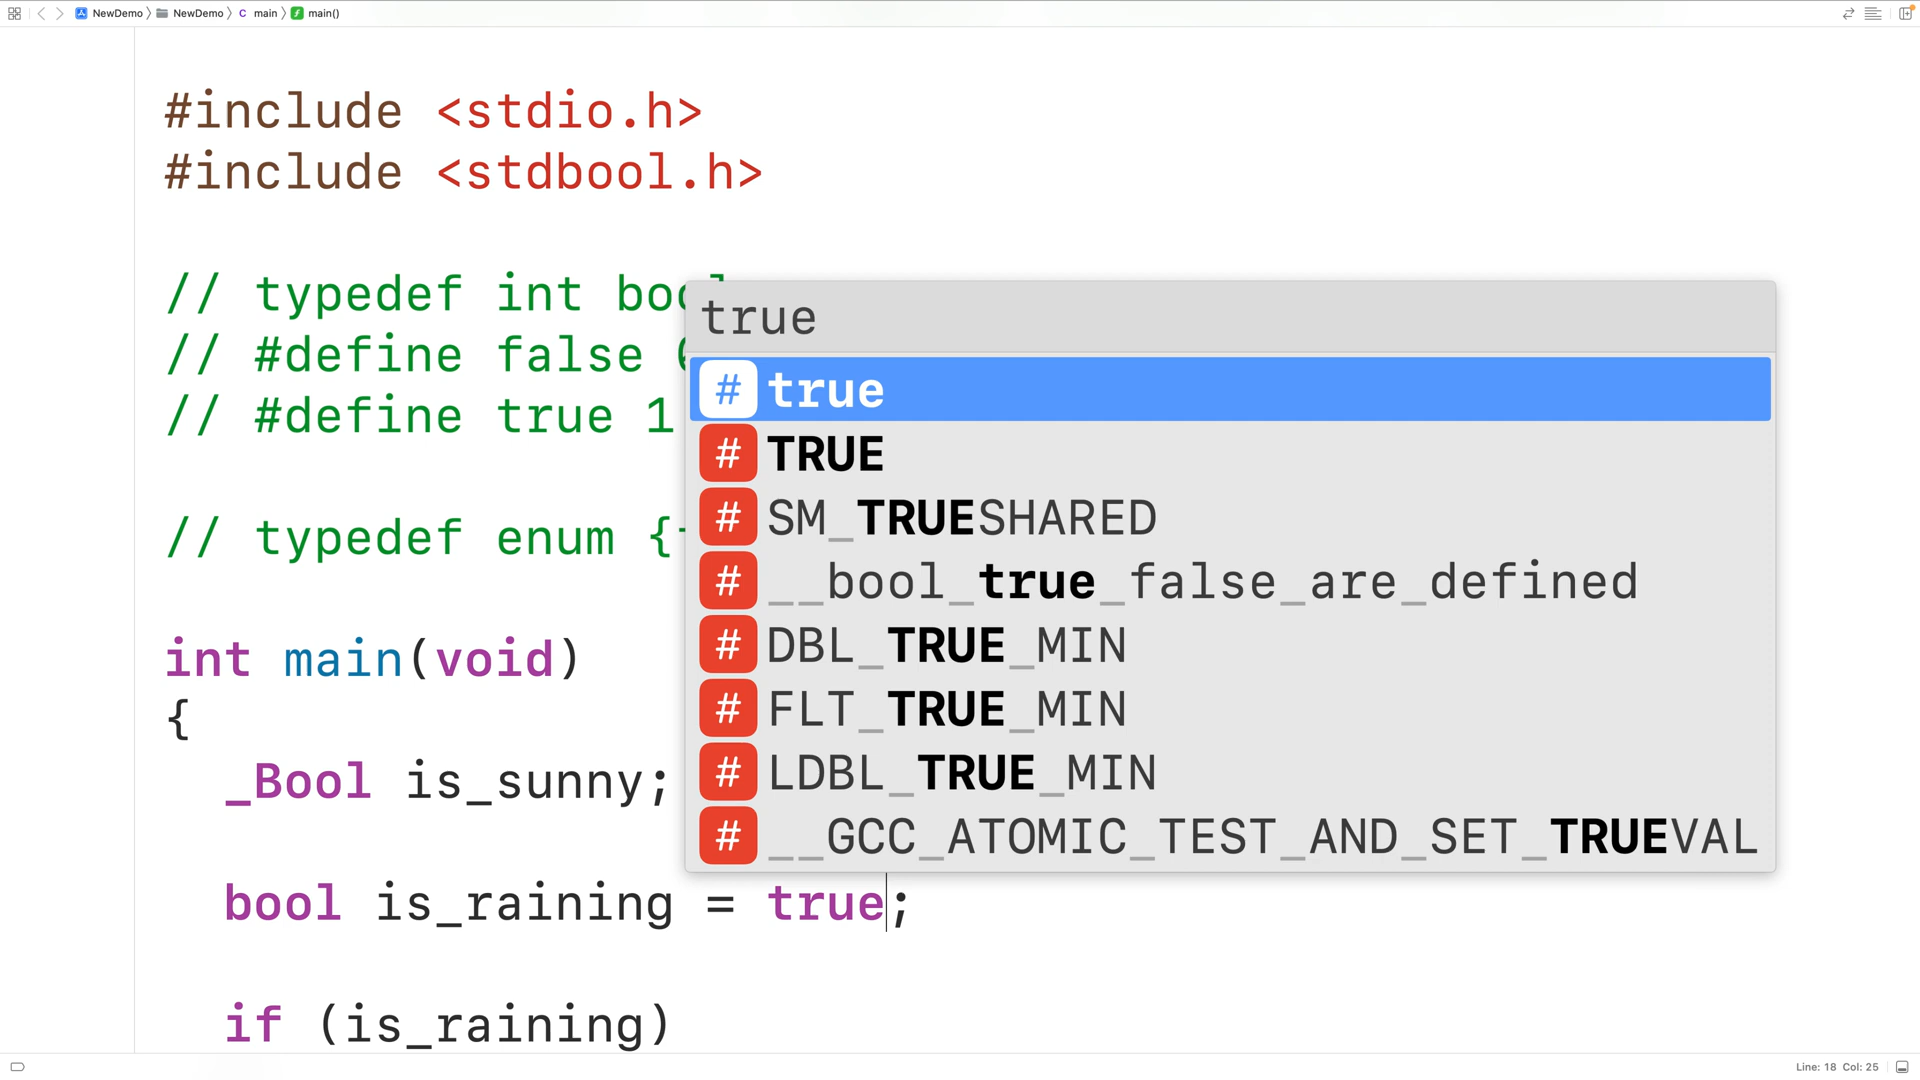 NewDemo NewDemo C main f main()
#include <stdio.h>
#include <stdbool.h>
// typedef int boo
// #define false
// #define true 1
// typedef enum {
int main(void)
{
_Bool is_sunny;
bool is_raining = true;
if (is_raining)
true
# true
# TRUE
# SM_TRUESHARED
# __bool_true_false_are_defined
# DBL_TRUE_MIN
# FLT_TRUE_MIN
# LDBL_TRUE_MIN
# __GCC_ATOMIC_TEST_AND_SET_TRUEVAL
Line: 18 Col: 25